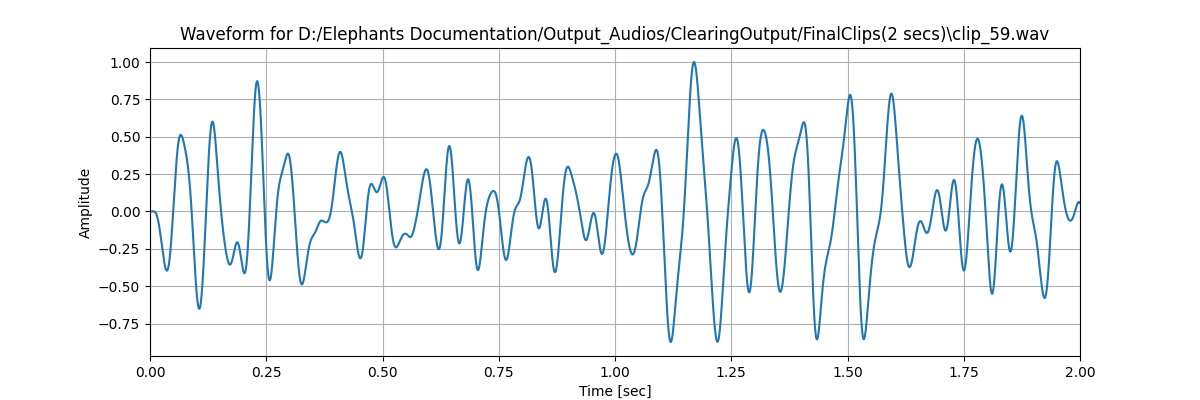 Waveform for D:/Elephants Documentation/Output_Audios/ClearingOutput/FinalClips(2 secs)\clip_59.wav
1.00
0.75
0.50
0.25
0.00
−0.25
−0.50
−0.75
Amplitude
0.00 0.25 0.50 0.75 1.00 1.25 1.50 1.75 2.00
Time [sec]